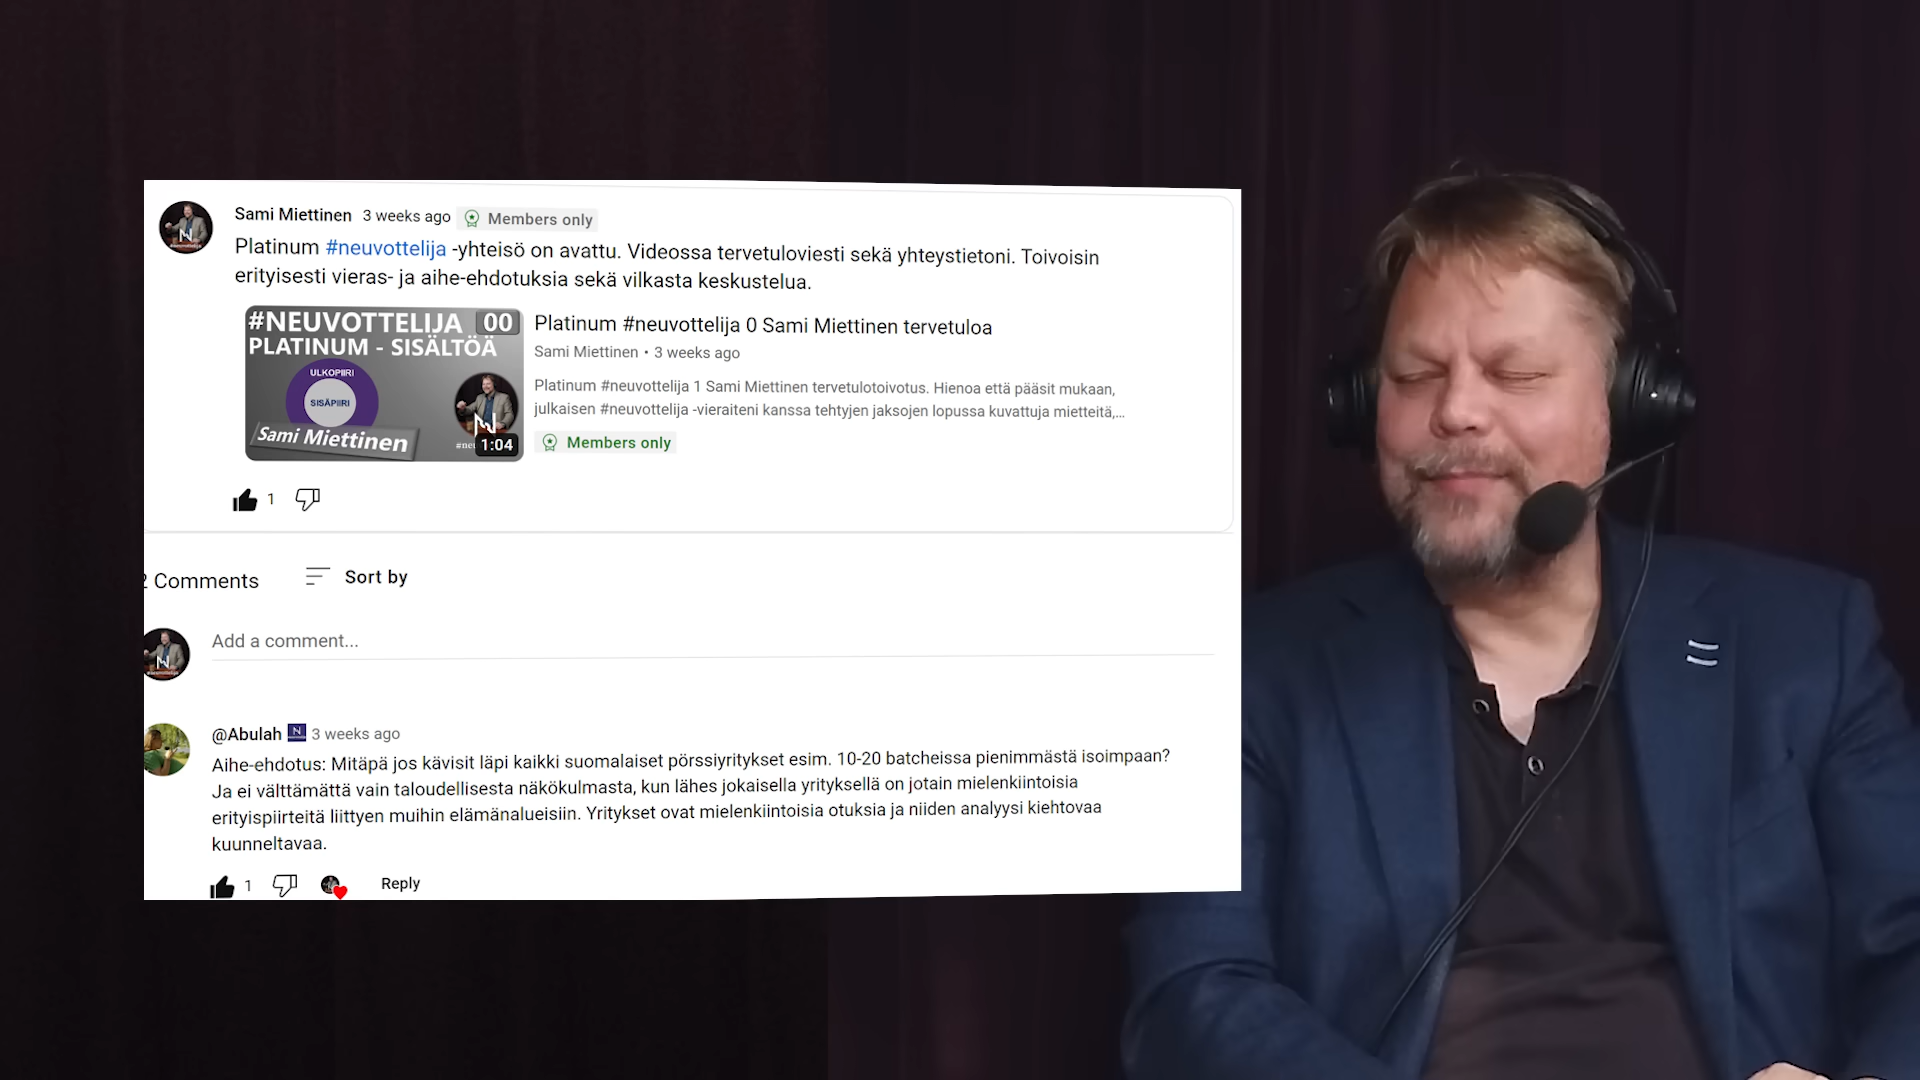 Sami Miettinen 3 weeks ago Members only
Platinum #neuvottelija -yhteisö on avattu. Videossa tervetuloviesti sekä yhteystietoni. Toivoisin
erityisesti vieras- ja aihe-ehdotuksia sekä vilkasta keskustelua.
#NEUVOTTELIJA 00
PLATINUM - SISÄLTÖÄ
ULKOPIIRI
SISÄPIIRI
Sami Miettinen
1:04
Platinum #neuvottelija 0 Sami Miettinen tervetuloa
Sami Miettinen • 3 weeks ago
Platinum #neuvottelija 1 Sami Miettinen tervetulotoivotus. Hienoa että pääsit mukaan,
julkaisen #neuvottelija -vieraiteni kanssa tehtyjen jaksojen lopussa kuvattuja mietteitä,...
Members only
1
2 Comments Sort by
Add a comment...
@Abulah N 3 weeks ago
Aihe-ehdotus: Mitäpä jos kävisit läpi kaikki suomalaiset pörssiyritykset esim. 10-20 batcheissa pienimmästä isoimpaan?
Ja ei välttämättä vain taloudellisesta näkökulmasta, kun lähes jokaisella yrityksellä on jotain mielenkiintoisia
erityispiirteitä liittyen muihin elämänalueisiin. Yritykset ovat mielenkiintoisia otuksia ja niiden analyysi kiehtovaa
kuunneltavaa.
1 Reply